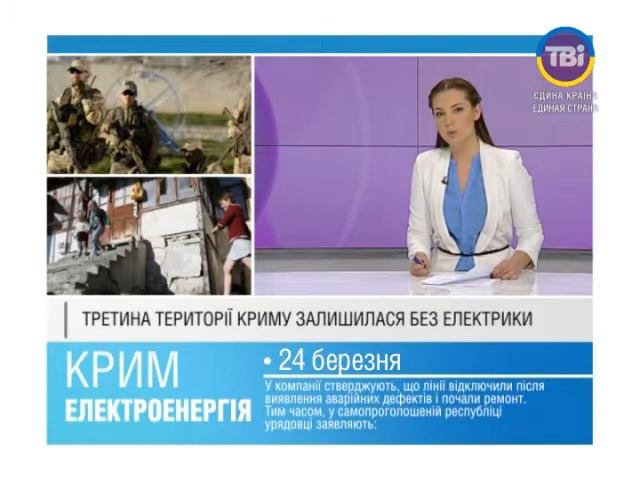 ТВі
ЄДИНА КРАЇНА
ЕДИНАЯ СТРАНА
ТРЕТИНА ТЕРИТОРІЇ КРИМУ ЗАЛИШИЛАСЯ БЕЗ ЕЛЕКТРИКИ
КРИМ
ЕЛЕКТРОЕНЕРГІЯ
• 24 березня
У компанії стверджують, що лінії відключили після
виявлення аварійних дефектів і почали ремонт.
Тим часом, у самопроголошеній республіці
урядовці заявляють: